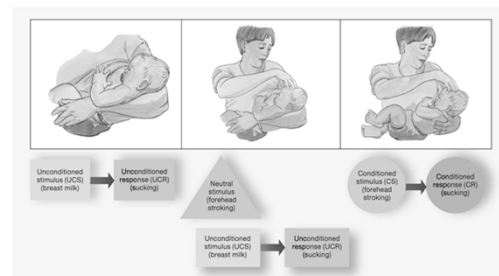 Unconditioned
stimulus (UCS)
(breast milk)
Unconditioned
response (UCR)
(sucking)
Neutral
stimulus
(forehead
stroking)
Unconditioned
stimulus (UCS)
(breast milk)
Unconditioned
response (UCR)
(sucking)
Conditioned
stimulus (CS)
(forehead
stroking)
Conditioned
response (CR)
(sucking)